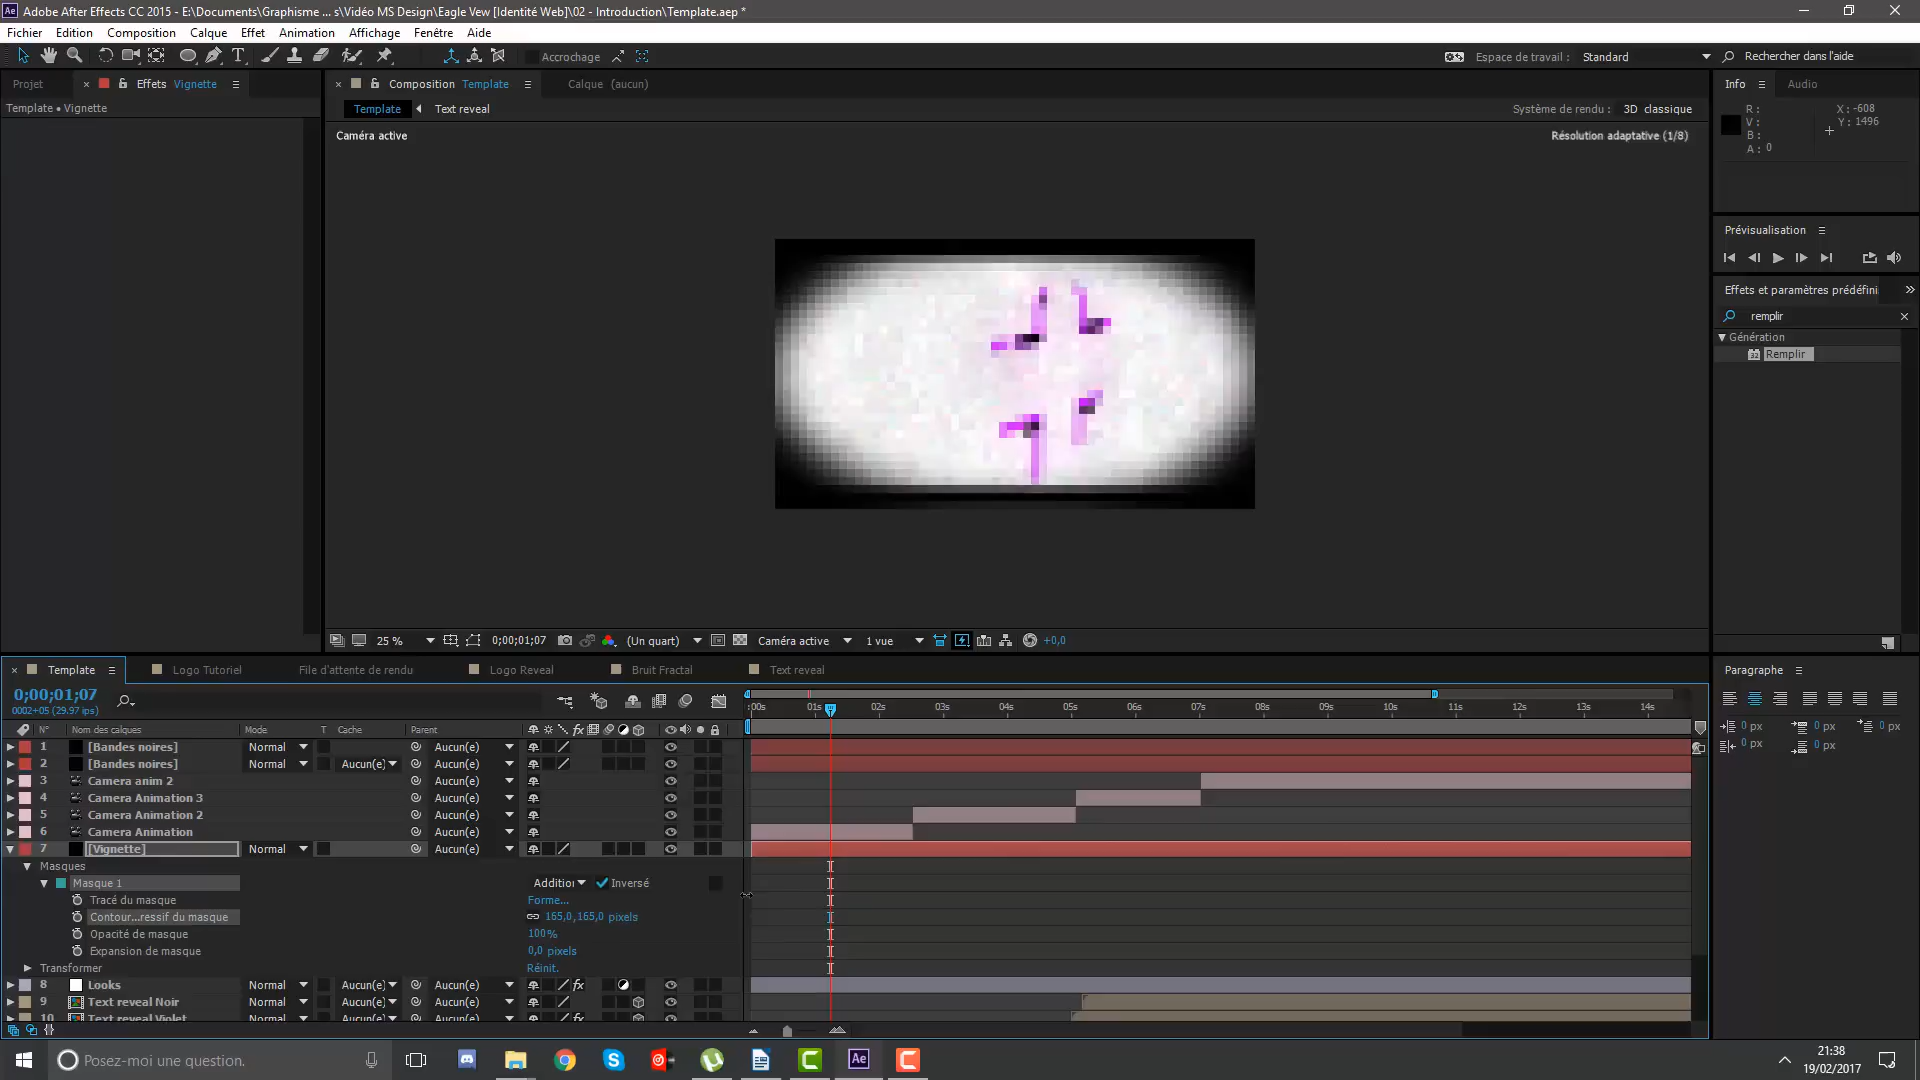 Adobe After Effects CC 2015 - E:\Documents\Graphisme ... s\Vidéo MS Design\Eagle Vew [Identité Web]\02 - Introduction\Template.aep *
Fichier Edition Composition Calque Effet Animation Affichage Fenêtre Aide
Accrochage Espace de travail : Standard Rechercher dans l'aide
Projet Effets Vignette Composition Template Calque (aucun) Info Audio
Template • Vignette Template Text reveal Système de rendu : 3D classique
Caméra active Résolution adaptative (1/8)
R : X : -608
V : Y : 1496
B :
A : 0
Prévisualisation
Effets et paramètres prédéfini
remplir
Génération
Remplir
25 % 0;00;01;07 (Un quart) Caméra active 1 vue +0,0
Template Logo Tutoriel File d'attente de rendu Logo Reveal Bruit Fractal Text reveal
Paragraphe
0 px 0 px 0 px
0 px 0 px
0;00;01;07
0002+05 (29.97 ips)
:00s 01s 02s 03s 04s 05s 06s 07s 08s 09s 10s 11s 12s 13s 14s
N° Nom des calques Mode T Cache Parent
1 [Bandes noires] Normal Aucun(e)
2 [Bandes noires] Normal Aucun(e) Aucun(e)
3 Camera anim 2 Aucun(e)
4 Camera Animation 3 Aucun(e)
5 Camera Animation 2 Aucun(e)
6 Camera Animation Aucun(e)
7 [Vignette] Normal Aucun(e)
Masques
Masque 1 Additior Inversé
Tracé du masque Forme...
Contour...ressif du masque 165,0,165,0 pixels
Opacité de masque 100%
Expansion de masque 0,0 pixels
Transformer Réinit.
8 Looks Normal Aucun(e) Aucun(e) fx
9 Text reveal Noir Normal Aucun(e) Aucun(e)
10 Text reveal Violet Normal Aucun(e) Aucun(e) fx
Posez-moi une question. Ae
21:38
19/02/2017